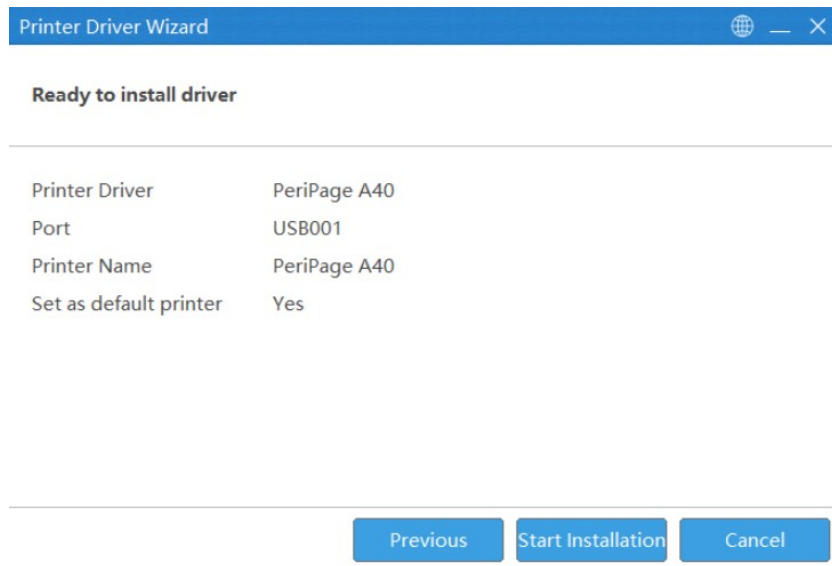 Printer Driver Wizard
Ready to install driver
Printer Driver PeriPage A40
Port USB001
Printer Name PeriPage A40
Set as default printer Yes
Previous Start Installation Cancel